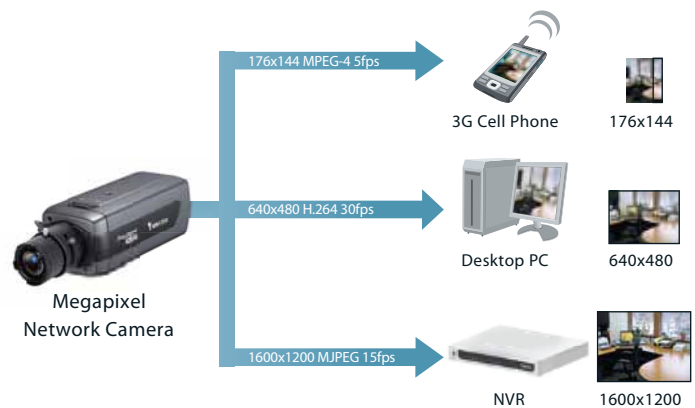 176x144 MPEG-4 5fps
3G Cell Phone
176x144
640x480 H.264 30fps
Desktop PC
640x480
Megapixel
Network Camera
1600x1200 MJPEG 15fps
NVR
1600x1200